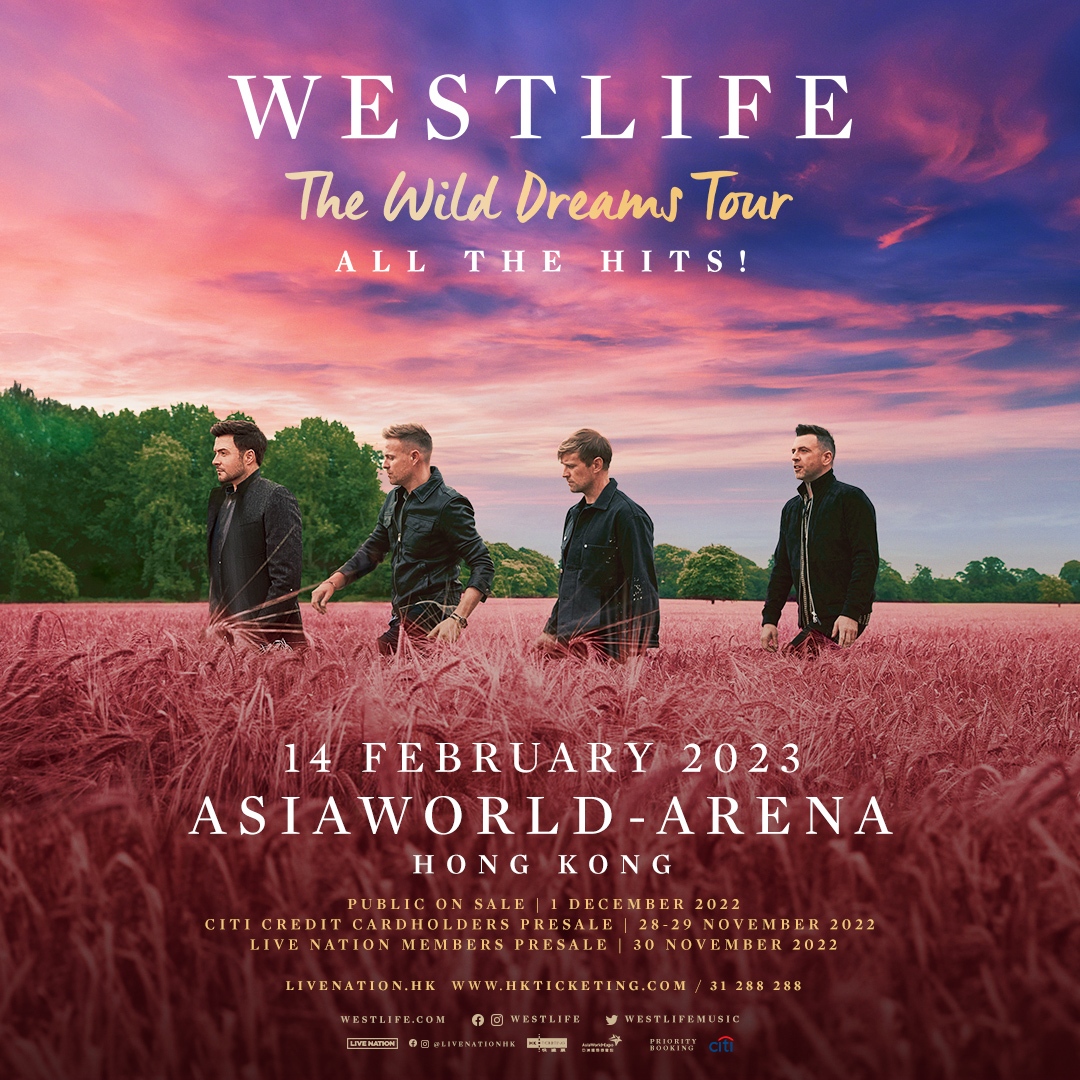 WESTLIFE
The Wild Dreams Tour
ALL THE HITS!
14 FEBRUARY 2023
ASIAWORLD-ARENA
HONG KONG
PUBLIC ON SALE | 1 DECEMBER 2022
CITI CREDIT CARDHOLDERS PRESALE | 28-29 NOVEMBER 2022
LIVE NATION MEMBERS PRESALE | 30 NOVEMBER 2022
LIVENATION.HK WWW.HKTICKETING.COM / 31 288 288
WESTLIFE.COM WESTLIFE WESTLIFEMUSIC
LIVE NATION @LIVENATIONHK AsiaWorld-Expo PRIORITY BOOKING citi